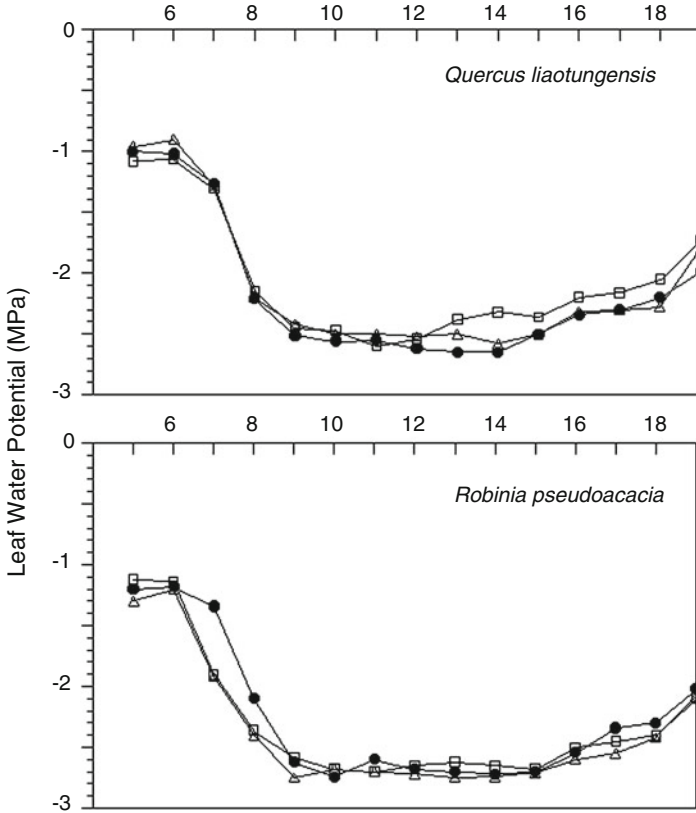 0 6 8 10 12 14 16 18
Quercus liaotungensis
-1
-2
-3
Leaf Water Potential (MPa)
6 8 10 12 14 16 18
0
Robinia pseudoacacia
-1
-2
-3